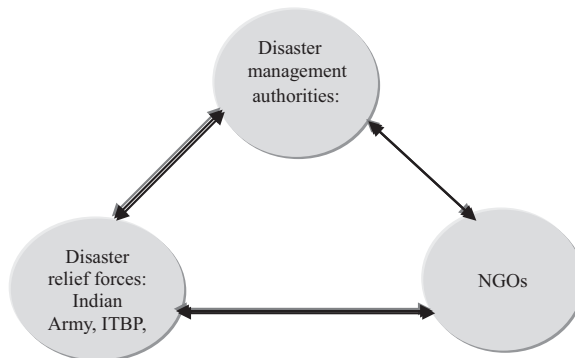 Disaster
management
authorities:
Disaster
relief forces:
Indian
Army, ITBP,
NGOs